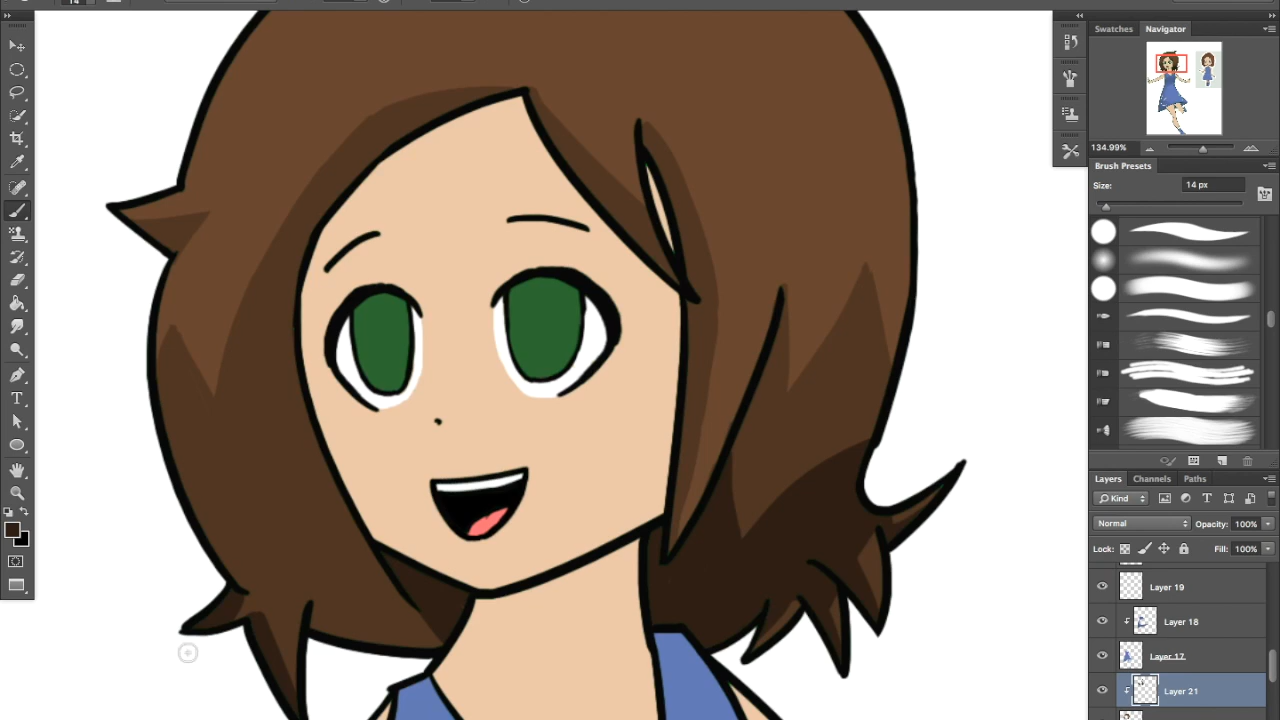 14
Swatches Navigator
134.99%
Brush Presets
Size: 14 px
Layers Channels Paths
Kind T
Normal Opacity: 100%
Lock: Fill: 100%
Layer 19
Layer 18
Layer 17
Layer 21
T